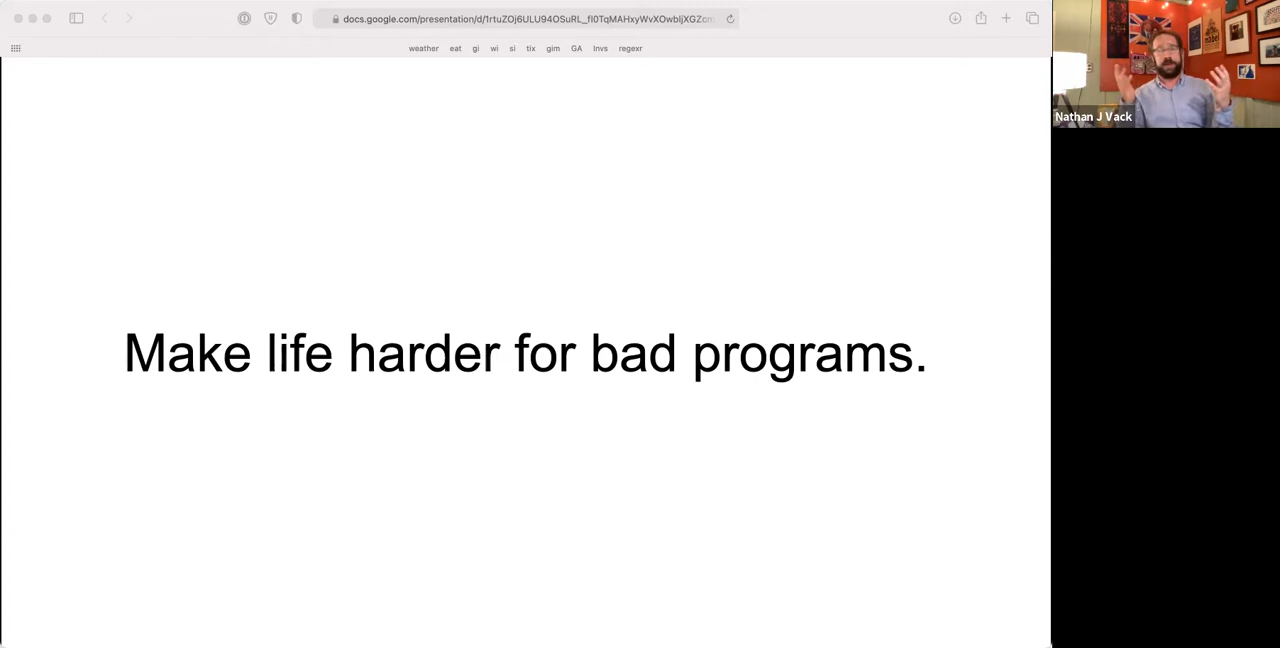 docs.google.com/presentation/d/1rtuZOj6ULU94OSuRL_fI0TqMAHxyWvXOwbljXGZcm
weather eat gi wi si tix gim GA Invs regexr
Nathan J Vack
Make life harder for bad programs.